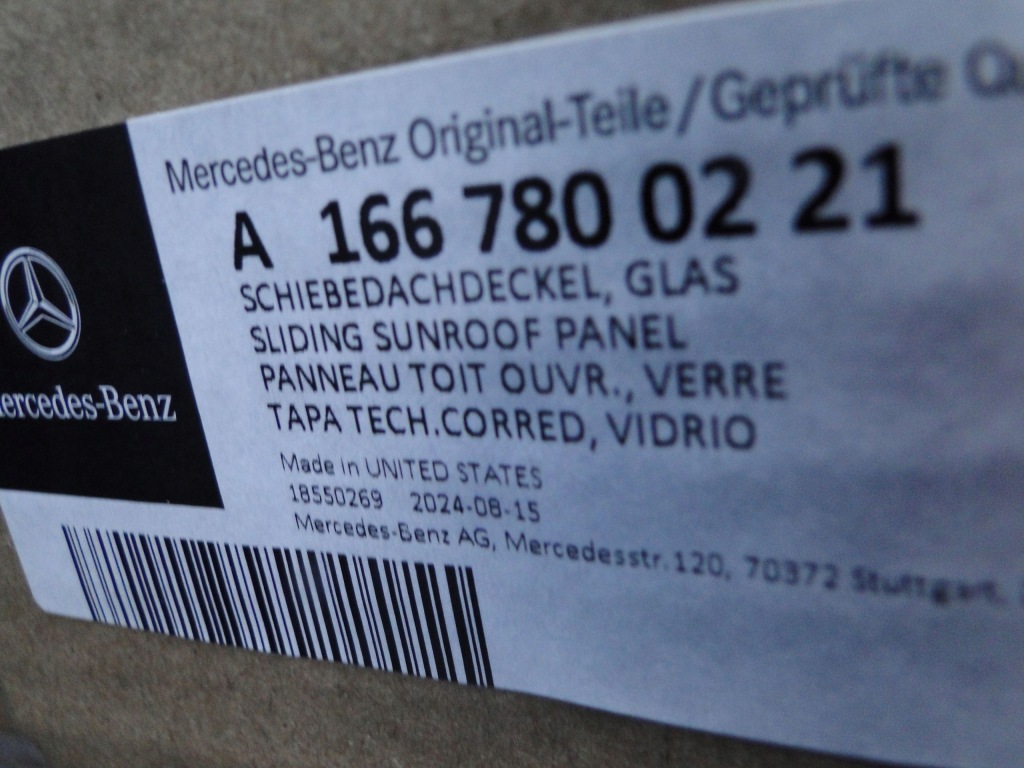 Mercedes-Benz Original-Teile / Geprüfte
A 166 780 02 21
SCHIEBEDACHDECKEL, GLAS
SLIDING SUNROOF PANEL
PANNEAU TOIT OUVR., VERRE
TAPA TECH.CORRED, VIDRIO
Made in UNITED STATES
18550269 2024-08-15
Mercedes-Benz AG, Mercedesstr.120, 70372 Stuttgart,
ercedes-Benz